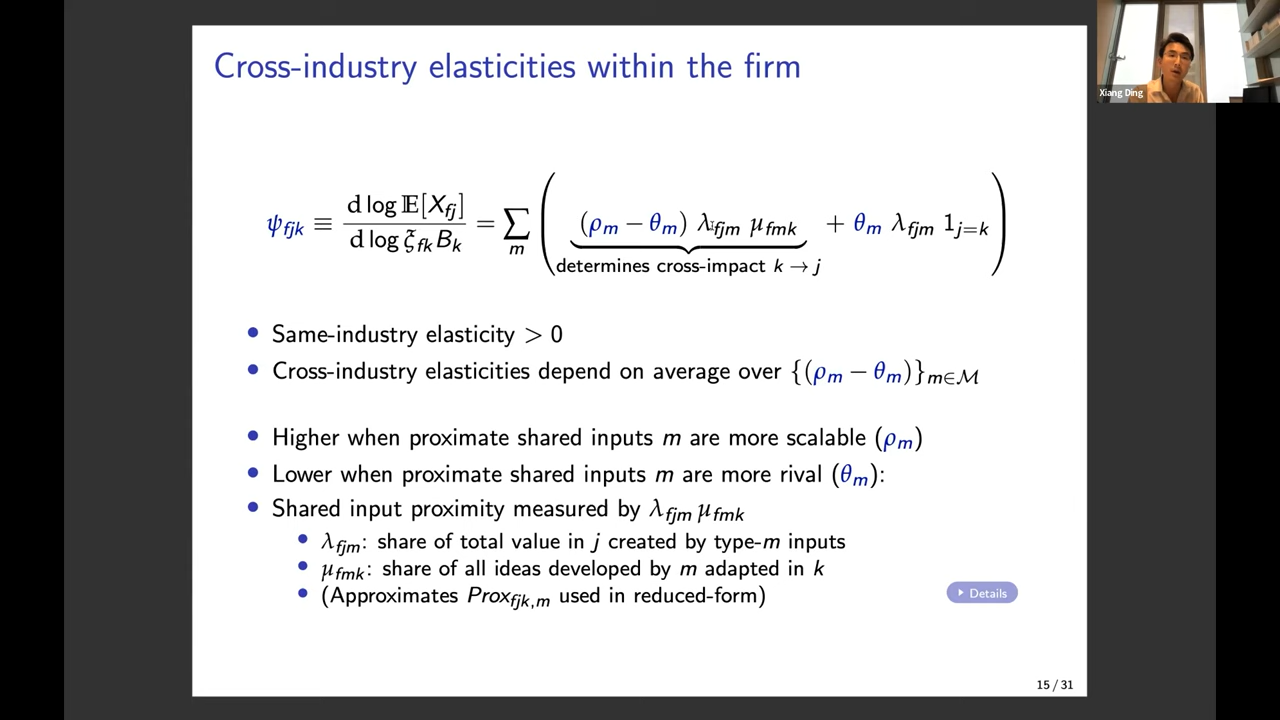 Cross-industry elasticities within the firm
ψ_fjk ≡ d log 𝔼[X_fj] / d log ξ_fk B_k = ∑_m ( (ρ_m − θ_m) λ_fjm μ_fmk + θ_m λ_fjm 1_{j=k} )
determines cross-impact k → j
• Same-industry elasticity > 0
• Cross-industry elasticities depend on average over {(ρ_m − θ_m)}_{m∈ℳ}
• Higher when proximate shared inputs m are more scalable (ρ_m)
• Lower when proximate shared inputs m are more rival (θ_m):
• Shared input proximity measured by λ_fjm μ_fmk
• λ_fjm: share of total value in j created by type-m inputs
• μ_fmk: share of all ideas developed by m adapted in k
• (Approximates Prox_fjk,m used in reduced-form)
Details
15 / 31
Xiang Ding